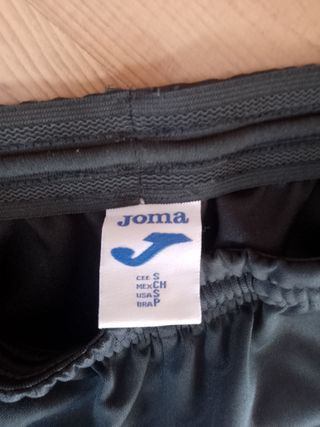 Joma
CEE S
MEX CH
USA S
BRA P